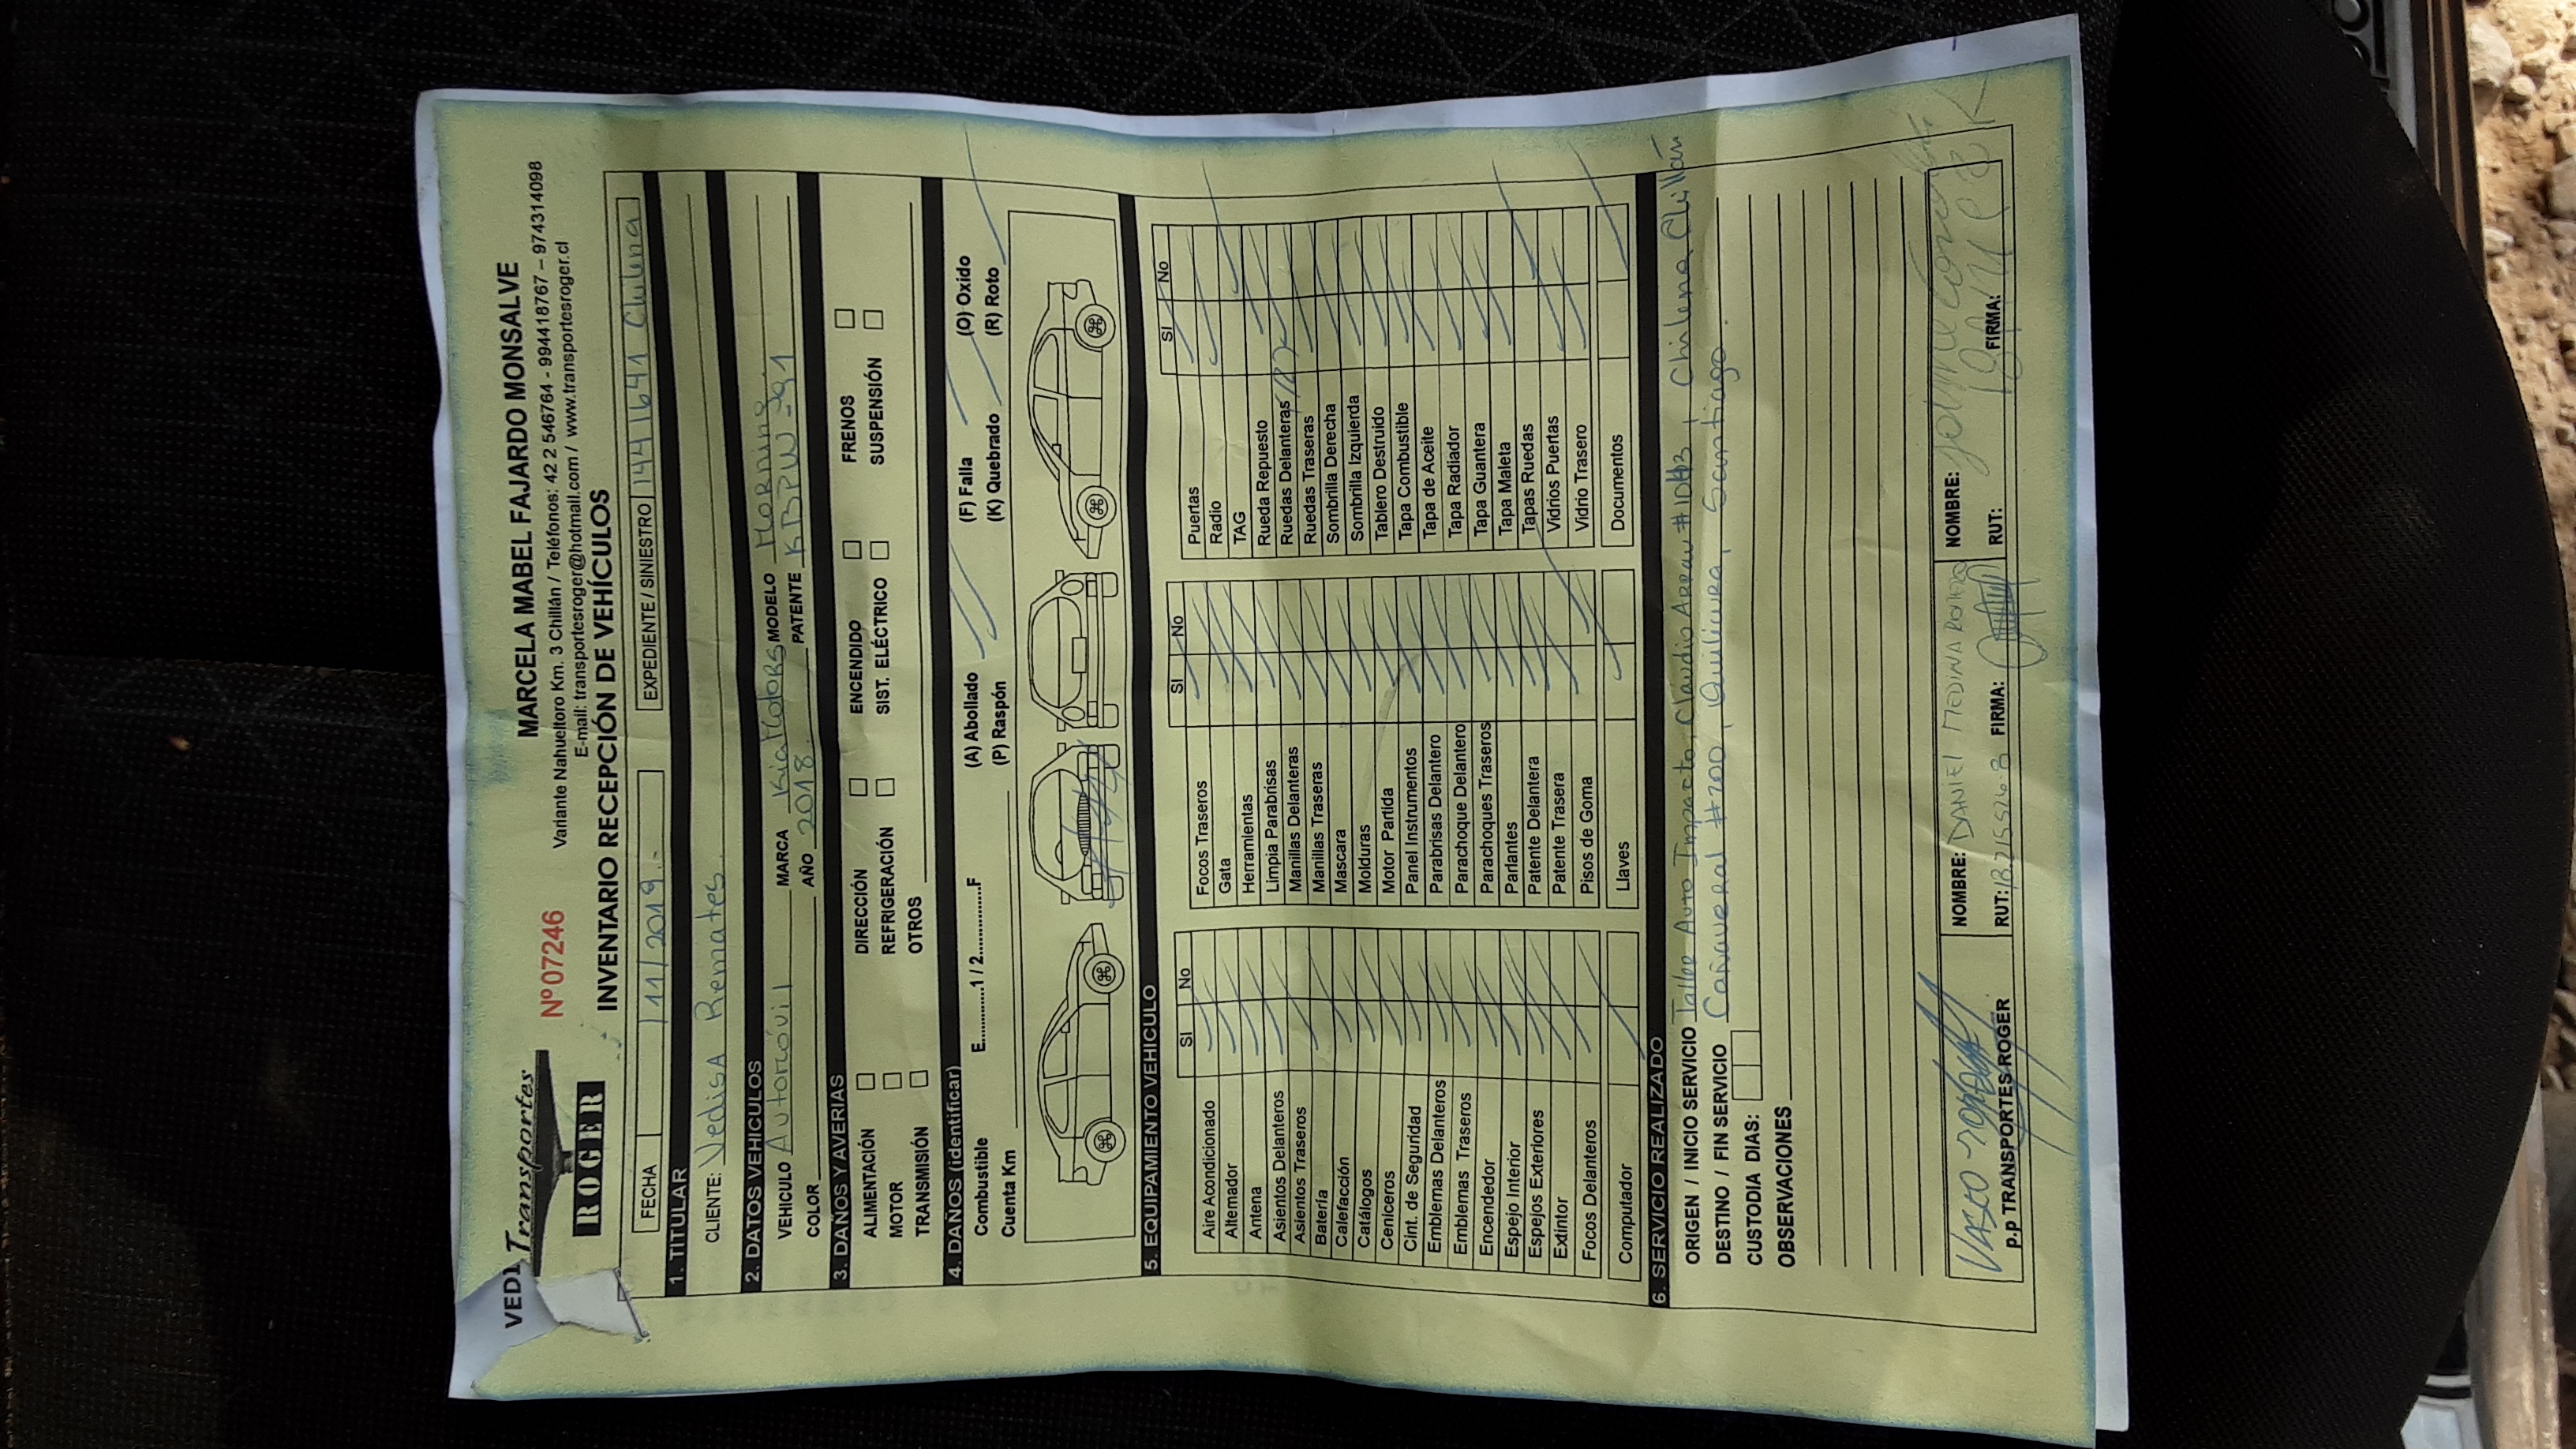 VEDI
Transportes
ROGER
Nº 07246
MARCELA MABEL FAJARDO MONSALVE
Variante Nahueltoro Km. 3 Chillán / Teléfonos: 42 2 546764 - 994418767 – 974314098
E-mail: transportesroger@hotmail.com / www.transportesroger.cl
INVENTARIO RECEPCIÓN DE VEHÍCULOS
FECHA 11/2019.- EXPEDIENTE / SINIESTRO 14416491 Chilena
1. TITULAR
CLIENTE: Vedisa Remates.
2. DATOS VEHICULOS
VEHICULO Automóvil MARCA Kia Motors MODELO Morning.
COLOR AÑO 2018. PATENTE KBPW-91
3. DAÑOS Y AVERIAS
ALIMENTACIÓN DIRECCIÓN ENCENDIDO FRENOS
MOTOR REFRIGERACIÓN SIST. ELÉCTRICO SUSPENSIÓN
TRANSMISIÓN OTROS
4. DAÑOS (identificar)
Combustible E............1 / 2..............F (A) Abollado (F) Falla (O) Oxido
Cuenta Km (P) Raspón (K) Quebrado (R) Roto
5. EQUIPAMIENTO VEHICULO
SI No
Aire Acondicionado
Alternador
Antena
Asientos Delanteros
Asientos Traseros
Batería
Calefacción
Catálogos
Ceniceros
Cint. de Seguridad
Emblemas Delanteros
Emblemas Traseros
Encendedor
Espejo Interior
Espejos Exteriores
Extintor
Focos Delanteros
Computador
SI No
Focos Traseros
Gata
Herramientas
Limpia Parabrisas
Manillas Delanteras
Manillas Traseras
Mascara
Molduras
Motor Partida
Panel Instrumentos
Parabrisas Delantero
Parachoque Delantero
Parachoques Traseros
Parlantes
Patente Delantera
Patente Trasera
Pisos de Goma
Llaves
SI No
Puertas
Radio
TAG
Rueda Repuesto
Ruedas Delanteras
Ruedas Traseras
Sombrilla Derecha
Sombrilla Izquierda
Tablero Destruido
Tapa Combustible
Tapa de Aceite
Tapa Radiador
Tapa Guantera
Tapa Maleta
Tapas Ruedas
Vidrios Puertas
Vidrio Trasero
Documentos
6. SERVICIO REALIZADO
ORIGEN / INICIO SERVICIO Taller Auto Impacto, Claudio Arrau #1043, Chilena Chillán
DESTINO / FIN SERVICIO Cañaveral #200, Quilicura, Santiago.
CUSTODIA DIAS:
OBSERVACIONES
NOMBRE: DANIEL MEDINA NOMBRE:
p.p TRANSPORTES ROGER RUT: FIRMA: RUT: FIRMA: